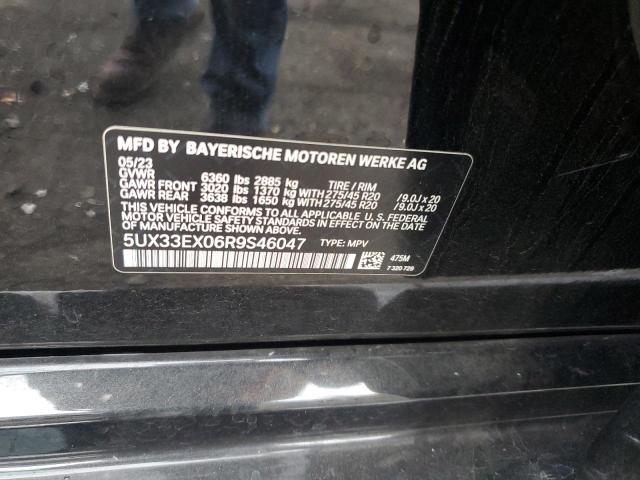 MFD BY BAYERISCHE MOTOREN WERKE AG
05/23
GVWR 6360 lbs 2885 kg TIRE / RIM
GAWR FRONT 3020 lbs 1370 kg WITH 275/45 R20 /9.0J x 20
GAWR REAR 3638 lbs 1650 kg WITH 275/45 R20 /9.0J x 20
THIS VEHICLE CONFORMS TO ALL APPLICABLE U. S. FEDERAL
MOTOR VEHICLE SAFETY STANDARDS IN EFFECT ON THE DATE
OF MANUFACTURE SHOWN ABOVE.
5UX33EX06R9S46047 TYPE: MPV
475M
7 320 729